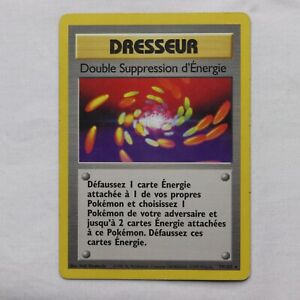 DRESSEUR
Double Suppression d'Énergie
Défaussez 1 carte Énergie
attachée à 1 de vos propres
Pokémon et choisissez 1
Pokémon de votre adversaire et
jusqu'à 2 cartes Énergie attachées
à ce Pokémon. Défaussez ces
cartes Énergie.